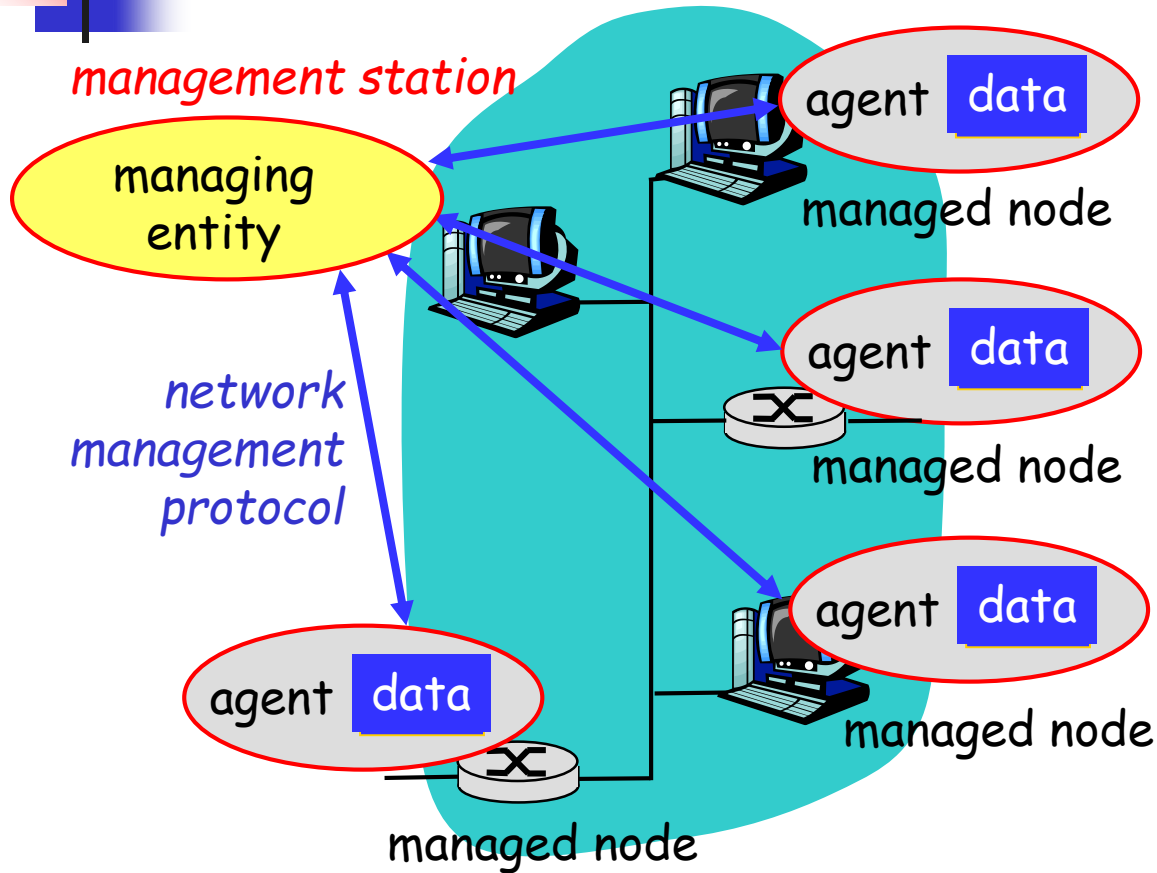 management station
managing
entity
agent data
managed node
agent data
managed node
network
management
protocol
agent data
managed node
agent data
managed node